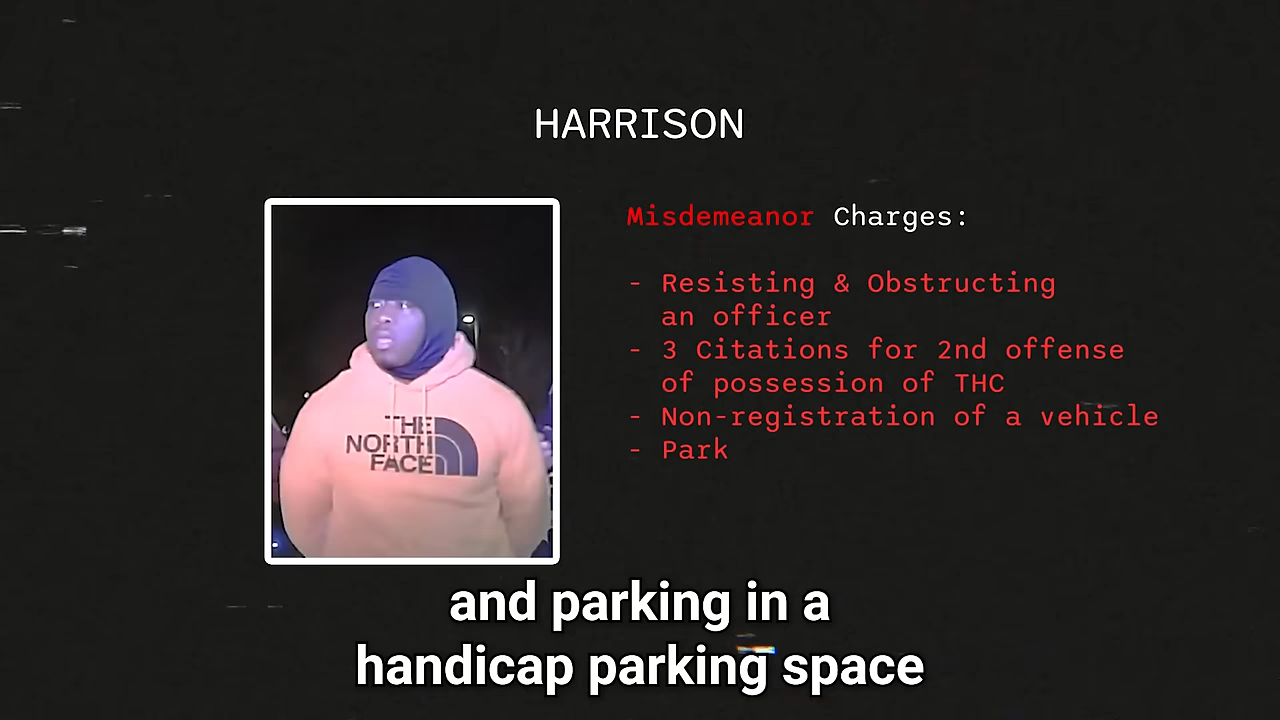 HARRISON
Misdemeanor Charges:
- Resisting & Obstructing
an officer
- 3 Citations for 2nd offense
of possession of THC
- Non-registration of a vehicle
- Park
THE
NORTH
FACE
and parking in a
handicap parking space